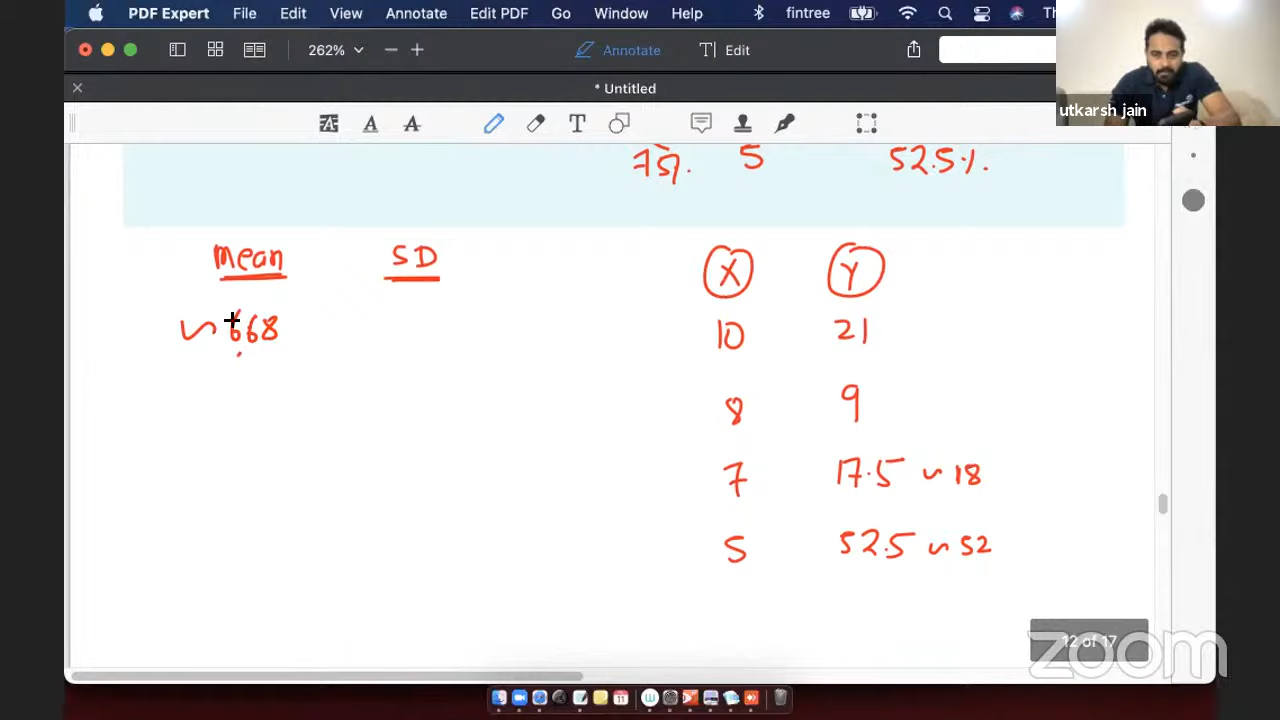 PDF Expert File Edit View Annotate Edit PDF Go Window Help fintree Th
262% Annotate Edit
* Untitled
utkarsh jain
75%. 5 52.5%.
Mean SD X Y
~ 668 10 21
8 9
7 17.5 ~ 18
5 52.5 ~ 52
12 of 17
zoom